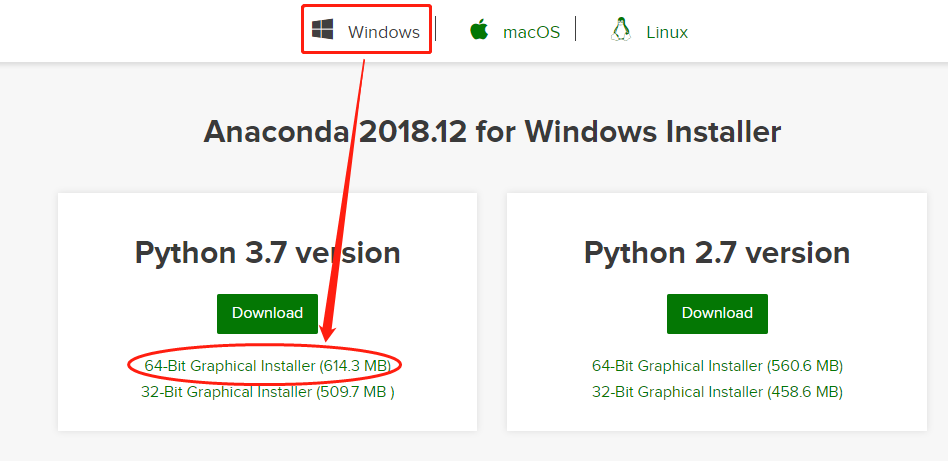 Windows macOS Linux
Anaconda 2018.12 for Windows Installer
Python 3.7 version
Download
64-Bit Graphical Installer (614.3 MB)
32-Bit Graphical Installer (509.7 MB )
Python 2.7 version
Download
64-Bit Graphical Installer (560.6 MB)
32-Bit Graphical Installer (458.6 MB)